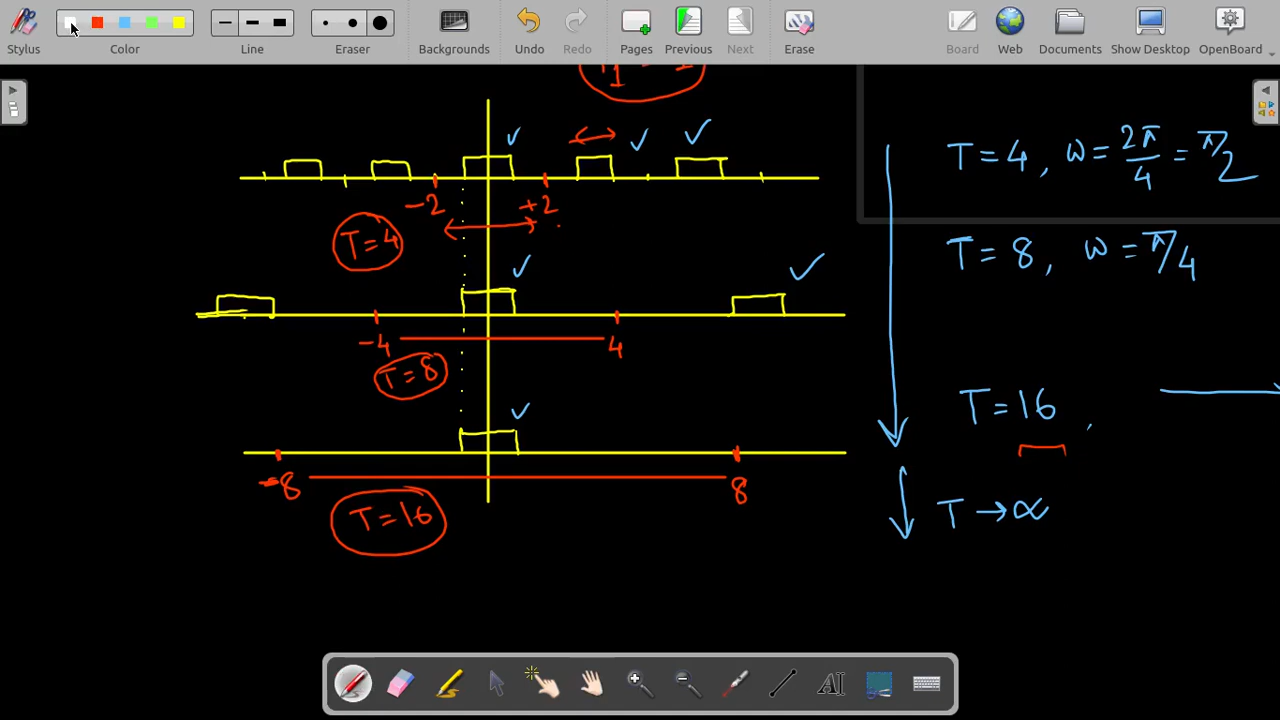 Stylus
Color
Line
Eraser
Backgrounds
Undo
Redo
Pages
Previous
Next
Erase
Board
Web
Documents
Show Desktop
OpenBoard
-2
+2
T=4
-4
4
T=8
-8
8
T=16
T=4, W=2π/4=π/2
T=8, W=π/4
T=16,
T→∝
AI